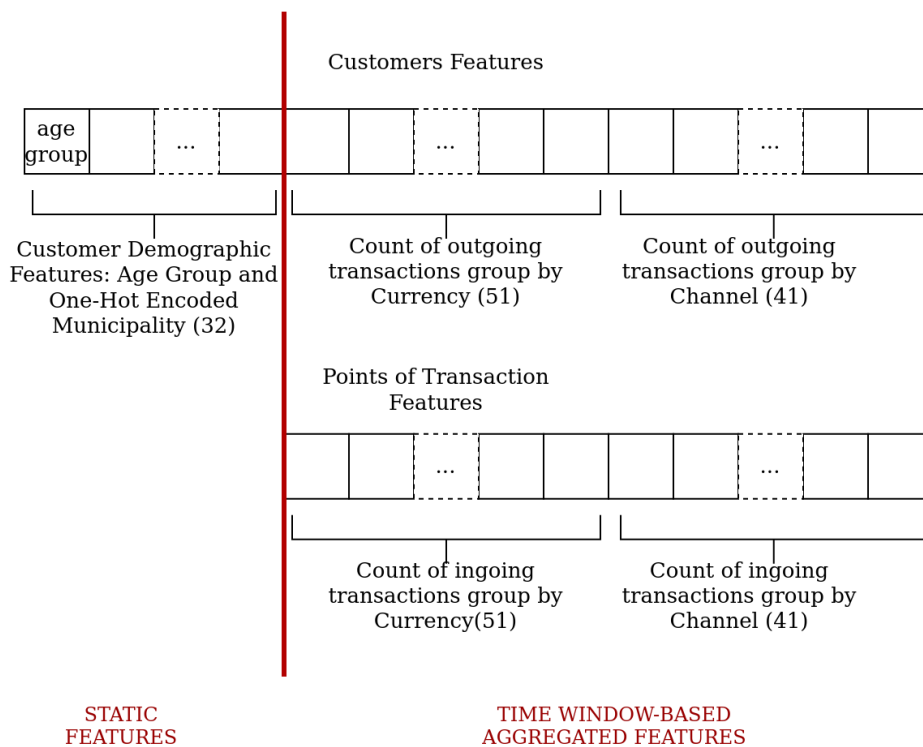 Customers Features
age
group
...
...
...
Customer Demographic
Features: Age Group and
One-Hot Encoded
Municipality (32)
Count of outgoing
transactions group by
Currency (51)
Count of outgoing
transactions group by
Channel (41)
Points of Transaction
Features
...
...
Count of ingoing
transactions group by
Currency(51)
Count of ingoing
transactions group by
Channel (41)
STATIC
FEATURES
TIME WINDOW-BASED
AGGREGATED FEATURES